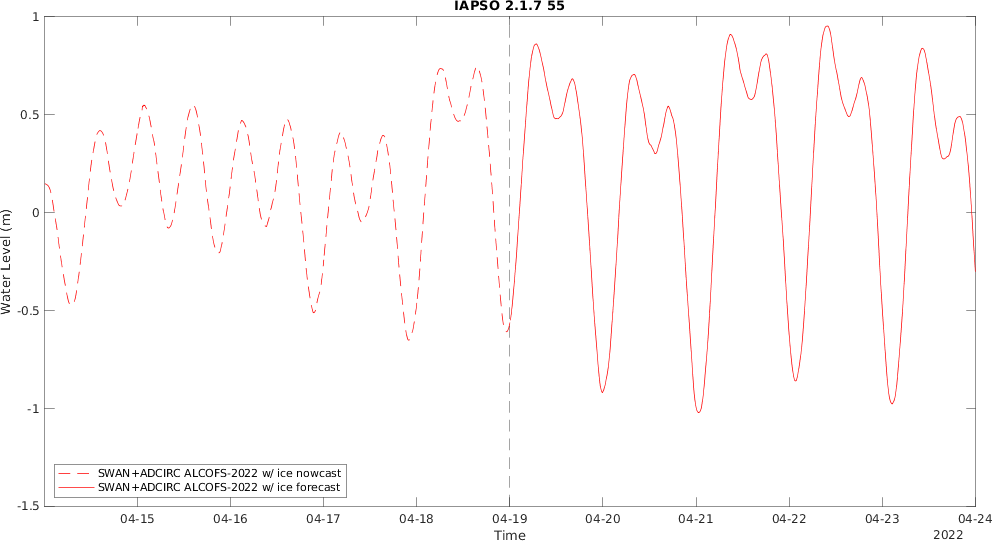 IAPSO 2.1.7 55
Water Level (m)
1
0.5
0
-0.5
-1
-1.5
SWAN+ADCIRC ALCOFS-2022 w/ ice nowcast
SWAN+ADCIRC ALCOFS-2022 w/ ice forecast
04-15 04-16 04-17 04-18 04-19 04-20 04-21 04-22 04-23 04-24
Time
2022